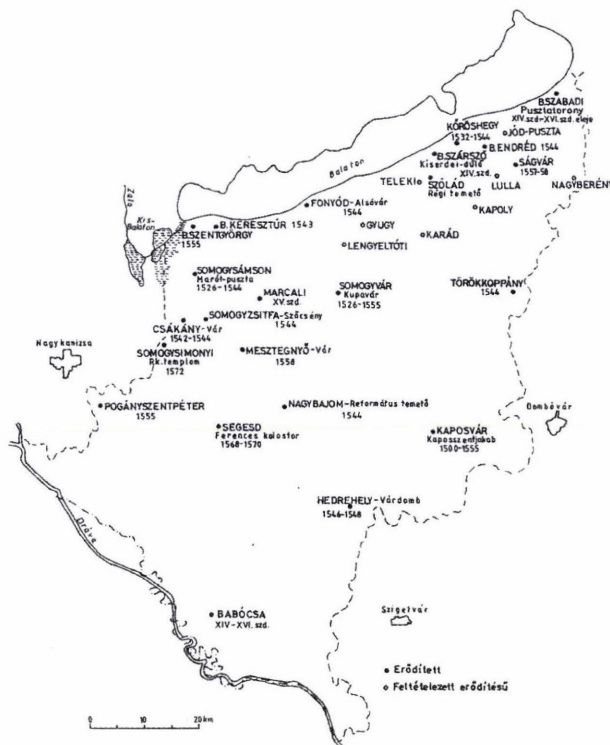 B.SZABADI
Pusztatorony
XIV.szd-XVI.szd.eleje
KŐRÖSHEGY
1532-1544
JÓD-PUSZTA
B.ENDRÉD 1544
B.SZÁRSZÓ
Kiserdei-dűlő
XIV.szd.
SÁGVÁR
1557-58
TELEKI
SZÓLÁD
Régi temető
LULLA
NAGYBERÉNY
Balaton
Zala
Kis-
Balaton
FONYÓD-Alsóvár
1544
KAPOLY
B.KERESZTÚR 1543
B.SZENTGYÖRGY
1555
GYUGY
KARÁD
LENGYELTÓTI
SOMOGYSÁMSON
Marót-puszta
1526-1544
MARCALI
XV.szd.
SOMOGYVÁR
Kupavár
1526-1555
TÖRÖKKOPPÁNY
1544
SOMOGYZSITFA-Szőcsény
1544
CSÁKÁNY-Vár
1542-1544
Nagykanizsa
SOMOGYSIMONYI
Rk.templom
1572
MESZTEGNYŐ-Vár
1558
POGÁNYSZENTPÉTER
1555
NAGYBAJOM-Református temető
1544
Dombóvár
SEGESD
Ferences kolostor
1568-1570
KAPOSVÁR
Kaposszentjakab
1500-1555
HEDREHELY-Várdomb
1546-1548
Dráva
BABÓCSA
XIV-XVI.szd.
Szigetvár
Erődített
Feltételezett erődítésű
0 10 20km